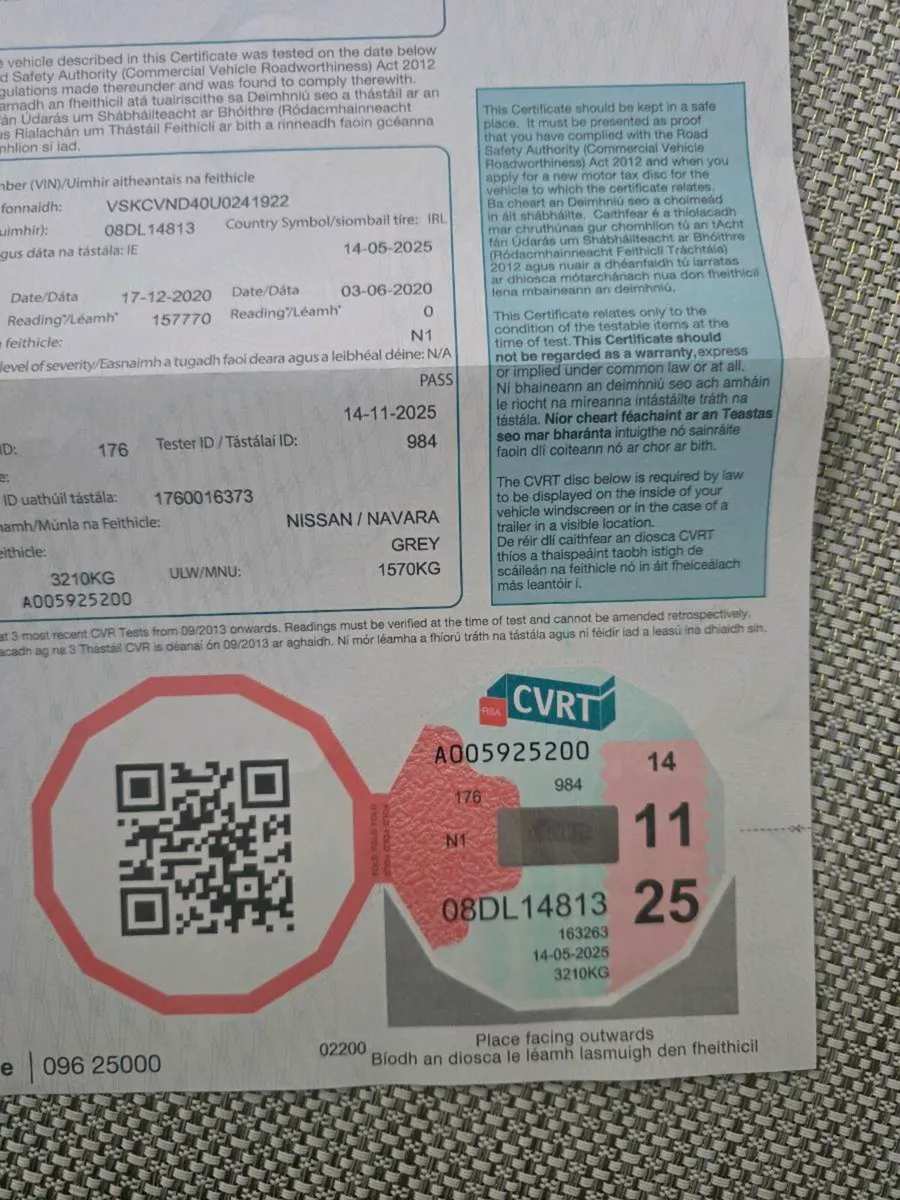 e vehicle described in this Certificate was tested on the date below
d Safety Authority (Commercial Vehicle Roadworthiness) Act 2012
gulations made thereunder and was found to comply therewith.
arnadh an fheithicil atá tuairiscithe sa Deimhniú seo a thástáil ar an
fán Údarás um Shábháilteacht ar Bhóithre (Ródacmhainneacht
s Rialachán um Thástáil Feithiclí ar bith a rinneadh faoin gcéanna
mhlíon sí iad.
mber (VIN)/Uimhir aitheantais na feithicle
fonnaidh: VSKCVND40U0241922
uimhir): 08DL14813 Country Symbol/siombail tíre: IRL
gus dáta na tástála: IE 14-05-2025
Date/Dáta 17-12-2020 Date/Dáta 03-06-2020
Reading*/Léamh* 157770 Reading*/Léamh* 0
feithicle: N1
level of severity/Easnaimh a tugadh faoi deara agus a leibhéal déine: N/A
PASS
14-11-2025
ID: 176 Tester ID / Tástálaí ID: 984
e:
ID uathúil tástála: 1760016373
namh/Múnla na Feithicle: NISSAN / NAVARA
eithicle: GREY
3210KG ULW/MNU: 1570KG
A005925200
at 3 most recent CVR Tests from 09/2013 onwards. Readings must be verified at the time of test and cannot be amended retrospectively.
acadh ag na 3 Thástáil CVR is déanaí ón 09/2013 ar aghaidh. Ní mór léamha a fhíorú tráth na tástála agus ní féidir iad a leasú ina dhiaidh sin.
This Certificate should be kept in a safe
place. It must be presented as proof
that you have complied with the Road
Safety Authority (Commercial Vehicle
Roadworthiness) Act 2012 and when you
apply for a new motor tax disc for the
vehicle to which the certificate relates.
Ba cheart an Deimhniú seo a choimeád
in áit shábháilte. Caithfear é a thíolacadh
mar chruthúnas gur chomhlíon tú an tAcht
fán Údarás um Shábháilteacht ar Bhóithre
(Ródacmhainneacht Feithiclí Tráchtála)
2012 agus nuair a dhéanfaidh tú iarratas
ar dhiosca mótarchánach nua don fheithicil
lena mbaineann an deimhniú.
This Certificate relates only to the
condition of the testable items at the
time of test. This Certificate should
not be regarded as a warranty, express
or implied under common law or at all.
Ní bhaineann an deimhniú seo ach amháin
le riocht na míreanna intástáilte tráth na
tástála. Níor cheart féachaint ar an Teastas
seo mar bharánta intuigthe nó sainráite
faoin dlí coiteann nó ar chor ar bith.
The CVRT disc below is required by law
to be displayed on the inside of your
vehicle windscreen or in the case of a
trailer in a visible location.
De réir dlí caithfear an diosca CVRT
thíos a thaispeáint taobh istigh de
scáileán na feithicle nó in áit fheiceálach
más leantóir í.
RSA
CVRT
A005925200
14
984
176
11
N1
25
08DL14813
163263
14-05-2025
3210KG
e | 096 25000
02200
Place facing outwards
Bíodh an diosca le léamh lasmuigh den fheithicil